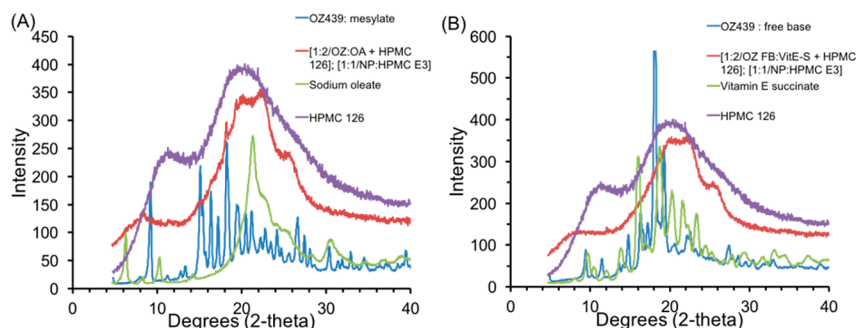 (A)
OZ439: mesylate
[1:2/OZ:OA + HPMC
126]; [1:1/NP:HPMC E3]
Sodium oleate
HPMC 126
Intensity
450
400
350
300
250
200
150
100
50
0
0 10 20 30 40
Degrees (2-theta)
(B)
OZ439 : free base
[1:2/OZ FB:VitE-S + HPMC
126]; [1:1/NP:HPMC E3]
Vitamin E succinate
HPMC 126
Intensity
600
500
400
300
200
100
0
0 10 20 30 40
Degrees (2-theta)